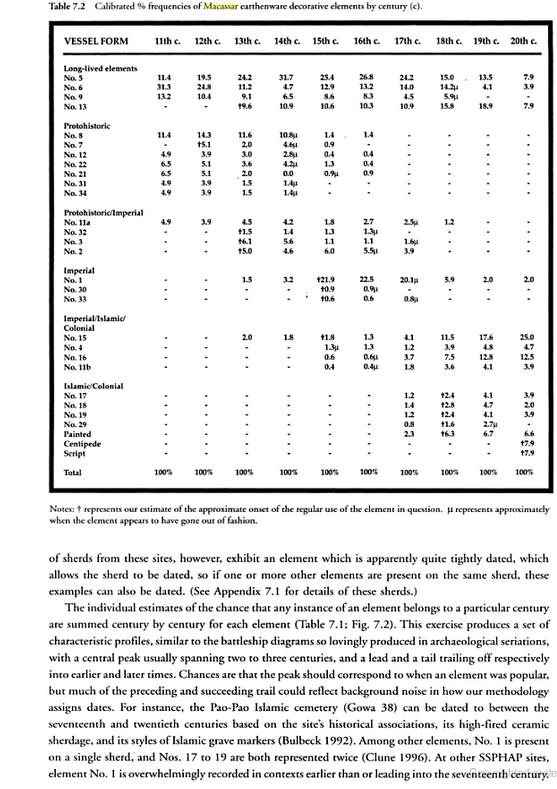 Table 7.2 Calibrated % frequencies of Macassar earthenware decorative elements by century (c).
VESSEL FORM 11th c. 12th c. 13th c. 14th c. 15th c. 16th c. 17th c. 18th c. 19th c. 20th c.
Long-lived elements
No. 5 11.4 19.5 24.2 31.7 25.4 26.8 24.2 15.0 13.5 7.9
No. 6 31.3 24.8 11.2 4.7 12.9 13.2 14.0 14.2μ 4.1 3.9
No. 9 13.2 10.4 9.1 6.5 8.6 8.3 4.5 5.9μ - -
No. 13 - - †9.6 10.9 10.6 10.3 10.9 15.8 18.9 7.9
Protohistoric
No. 8 11.4 14.3 11.6 10.8μ 1.4 1.4 - - - -
No. 7 - †5.1 2.0 4.6μ 0.9 - - - - -
No. 12 4.9 3.9 3.0 2.8μ 0.4 0.4 - - - -
No. 22 6.5 5.1 3.6 4.2μ 1.3 0.4 - - - -
No. 21 6.5 5.1 2.0 0.0 0.9μ 0.9 - - - -
No. 31 4.9 3.9 1.5 1.4μ - - - - - -
No. 34 4.9 3.9 1.5 1.4μ - - - - - -
Protohistoric/Imperial
No. 11a 4.9 3.9 4.5 4.2 1.8 2.7 2.5μ 1.2 - -
No. 32 - - †1.5 1.4 1.3 1.3μ - - - -
No. 3 - - †6.1 5.6 1.1 1.1 1.6μ - - -
No. 2 - - †5.0 4.6 6.0 5.5μ 3.9 - - -
Imperial
No. 1 - - 1.5 3.2 †21.9 22.5 20.1μ 5.9 2.0 2.0
No. 30 - - - - †0.9 0.9μ - - - -
No. 33 - - - - †0.6 0.6 0.8μ - - -
Imperial/Islamic/
Colonial
No. 15 - - 2.0 1.8 †1.8 1.3 4.1 11.5 17.6 25.0
No. 4 - - - - 1.3μ 1.3 1.2 3.9 4.8 4.7
No. 16 - - - - 0.6 0.6μ 3.7 7.5 12.8 12.5
No. 11b - - - - 0.4 0.4μ 1.8 3.6 4.1 3.9
Islamic/Colonial
No. 17 - - - - - - 1.2 †2.4 4.1 3.9
No. 18 - - - - - - 1.4 †2.8 4.7 2.0
No. 19 - - - - - - 1.2 †2.4 4.1 3.9
No. 29 - - - - - - 0.8 †1.6 2.7μ -
Painted - - - - - - 2.3 †6.3 6.7 6.6
Centipede - - - - - - - - - †7.9
Script - - - - - - - - - †7.9
Total 100% 100% 100% 100% 100% 100% 100% 100% 100% 100%
Notes: † represents our estimate of the approximate onset of the regular use of the element in question. μ represents approximately
when the element appears to have gone out of fashion.
of sherds from these sites, however, exhibit an element which is apparently quite tightly dated, which
allows the sherd to be dated, so if one or more other elements are present on the same sherd, these
examples can also be dated. (See Appendix 7.1 for details of these sherds.)
The individual estimates of the chance that any instance of an element belongs to a particular century
are summed century by century for each element (Table 7.1; Fig. 7.2). This exercise produces a set of
characteristic profiles, similar to the battleship diagrams so lovingly produced in archaeological seriations,
with a central peak usually spanning two to three centuries, and a lead and a tail trailing off respectively
into earlier and later times. Chances are that the peak should correspond to when an element was popular,
but much of the preceding and succeeding trail could reflect background noise in how our methodology
assigns dates. For instance, the Pao-Pao Islamic cemetery (Gowa 38) can be dated to between the
seventeenth and twentieth centuries based on the site's historical associations, its high-fired ceramic
sherdage, and its styles of Islamic grave markers (Bulbeck 1992). Among other elements, No. 1 is present
on a single sherd, and Nos. 17 to 19 are both represented twice (Clune 1996). At other SSPHAP sites,
element No. 1 is overwhelmingly recorded in contexts earlier than or leading into the seventeenth century.